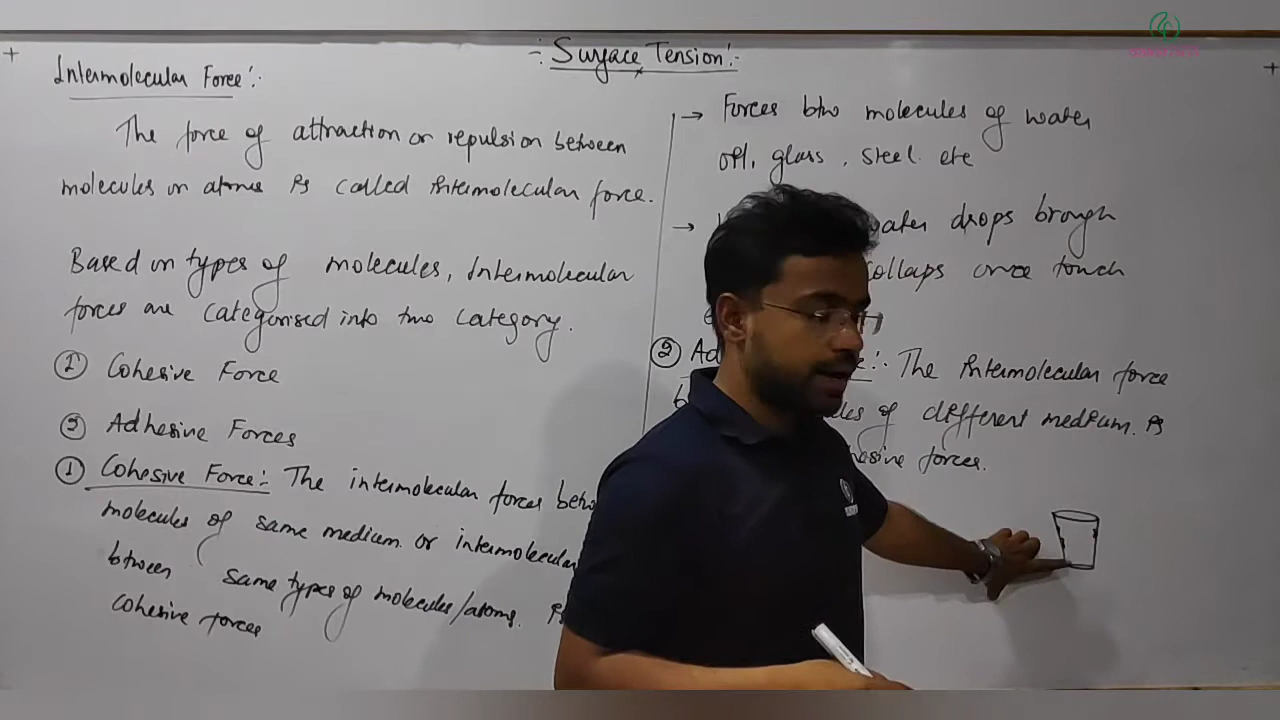 -: Surface Tension :-
Intermolecular Force :-
The force of attraction or repulsion between
molecules or atoms is called intermolecular force.
Based on types of molecules, Intermolecular
forces are categorised into two category.
① Cohesive Force
② Adhesive Forces
① Cohesive Force :- The intermolecular forces betw
molecules of same medium. or intermolecular
between same types of molecules/atoms. is
cohesive forces
→ Forces btw molecules of water
oil, glass, steel. etc
→ water drops brough
collaps once touch
② Ad :- The intermolecular force
of different medium. is
hesive forces.